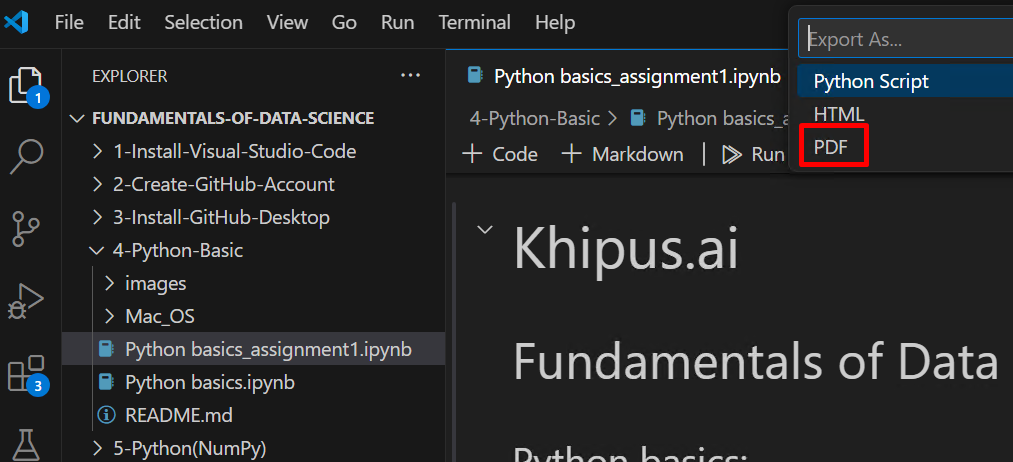 File Edit Selection View Go Run Terminal Help
Export As...
Python Script
HTML
PDF
EXPLORER
FUNDAMENTALS-OF-DATA-SCIENCE
1-Install-Visual-Studio-Code
2-Create-GitHub-Account
3-Install-GitHub-Desktop
4-Python-Basic
images
Mac_OS
Python basics_assignment1.ipynb
Python basics.ipynb
README.md
5-Python(NumPy)
1
3
Python basics_assignment1.ipynb
4-Python-Basic > Python basics_a
+ Code + Markdown | Run
Khipus.ai
Fundamentals of Data
Python basics: